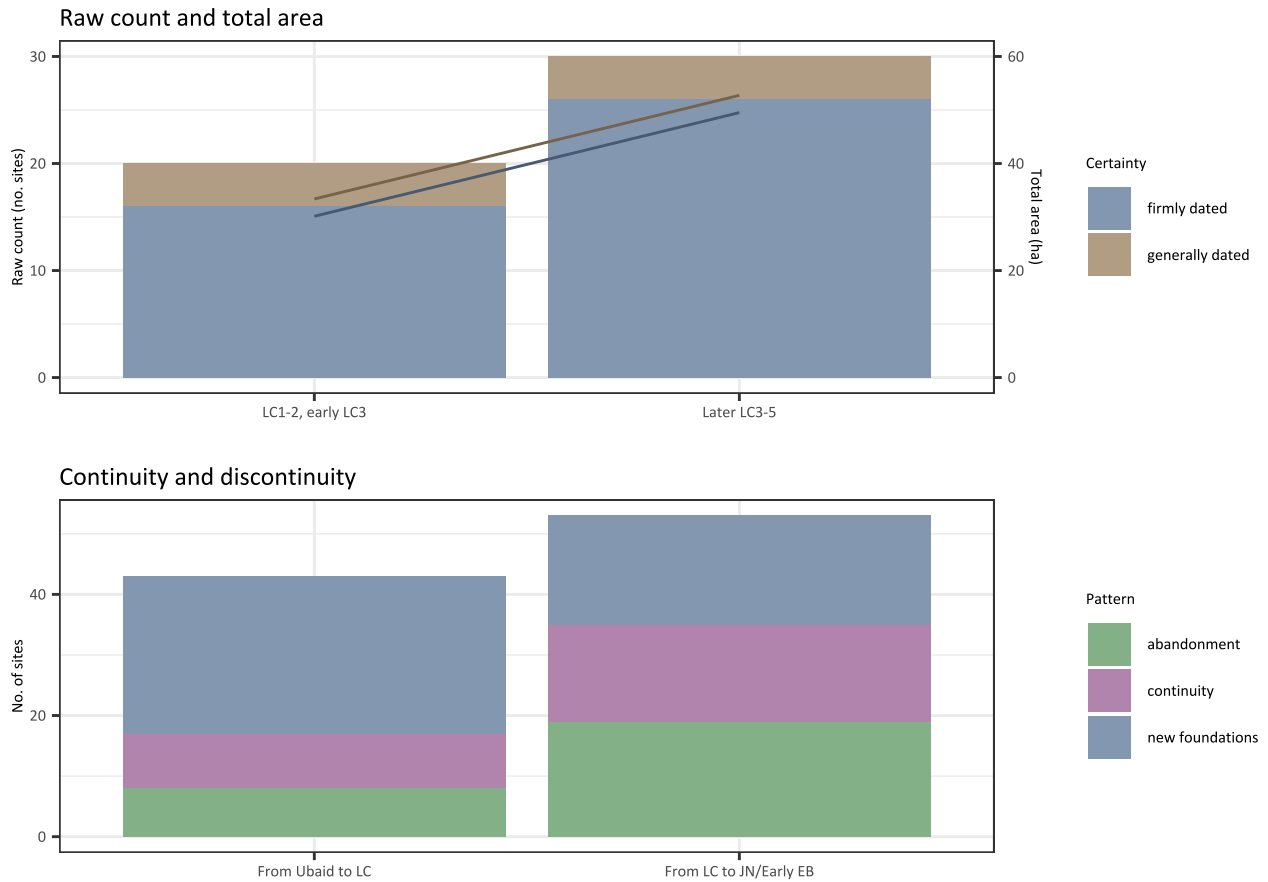 Raw count and total area
Raw count (no. sites)
30
20
10
0
60
40
20
0
Total area (ha)
LC1-2, early LC3
Later LC3-5
Certainty
firmly dated
generally dated
Continuity and discontinuity
No. of sites
40
20
0
From Ubaid to LC
From LC to JN/Early EB
Pattern
abandonment
continuity
new foundations